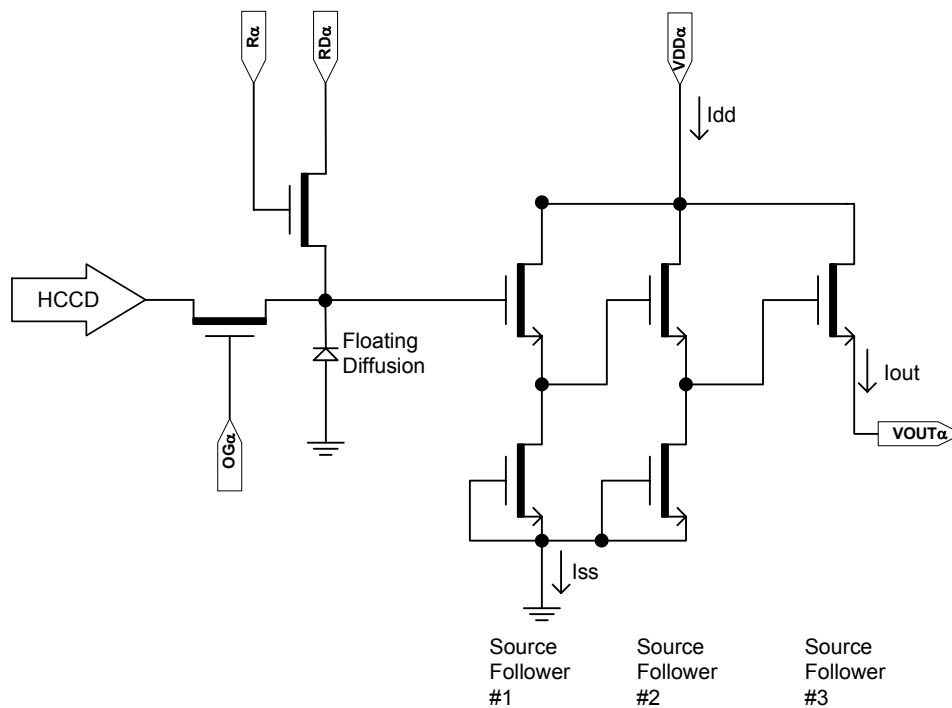 Rα
RDα
VDDα
Idd
HCCD
Floating
Diffusion
OGα
Iout
VOUTα
Iss
Source
Follower
#1
Source
Follower
#2
Source
Follower
#3